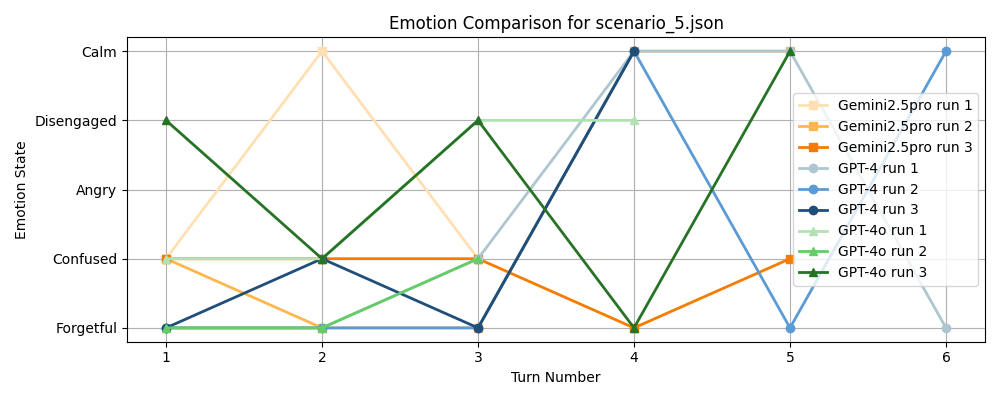 Emotion Comparison for scenario_5.json
Emotion State
Calm
Disengaged
Angry
Confused
Forgetful
Gemini2.5pro run 1
Gemini2.5pro run 2
Gemini2.5pro run 3
GPT-4 run 1
GPT-4 run 2
GPT-4 run 3
GPT-4o run 1
GPT-4o run 2
GPT-4o run 3
1 2 3 4 5 6
Turn Number